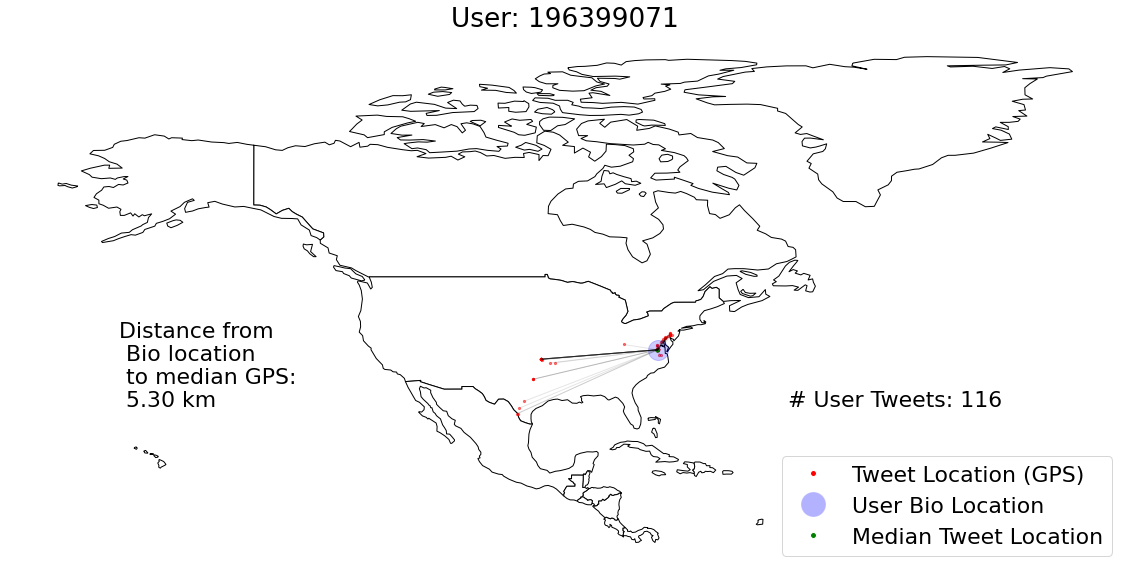 User: 196399071
Distance from
Bio location
to median GPS:
5.30 km
# User Tweets: 116
Tweet Location (GPS)
User Bio Location
Median Tweet Location